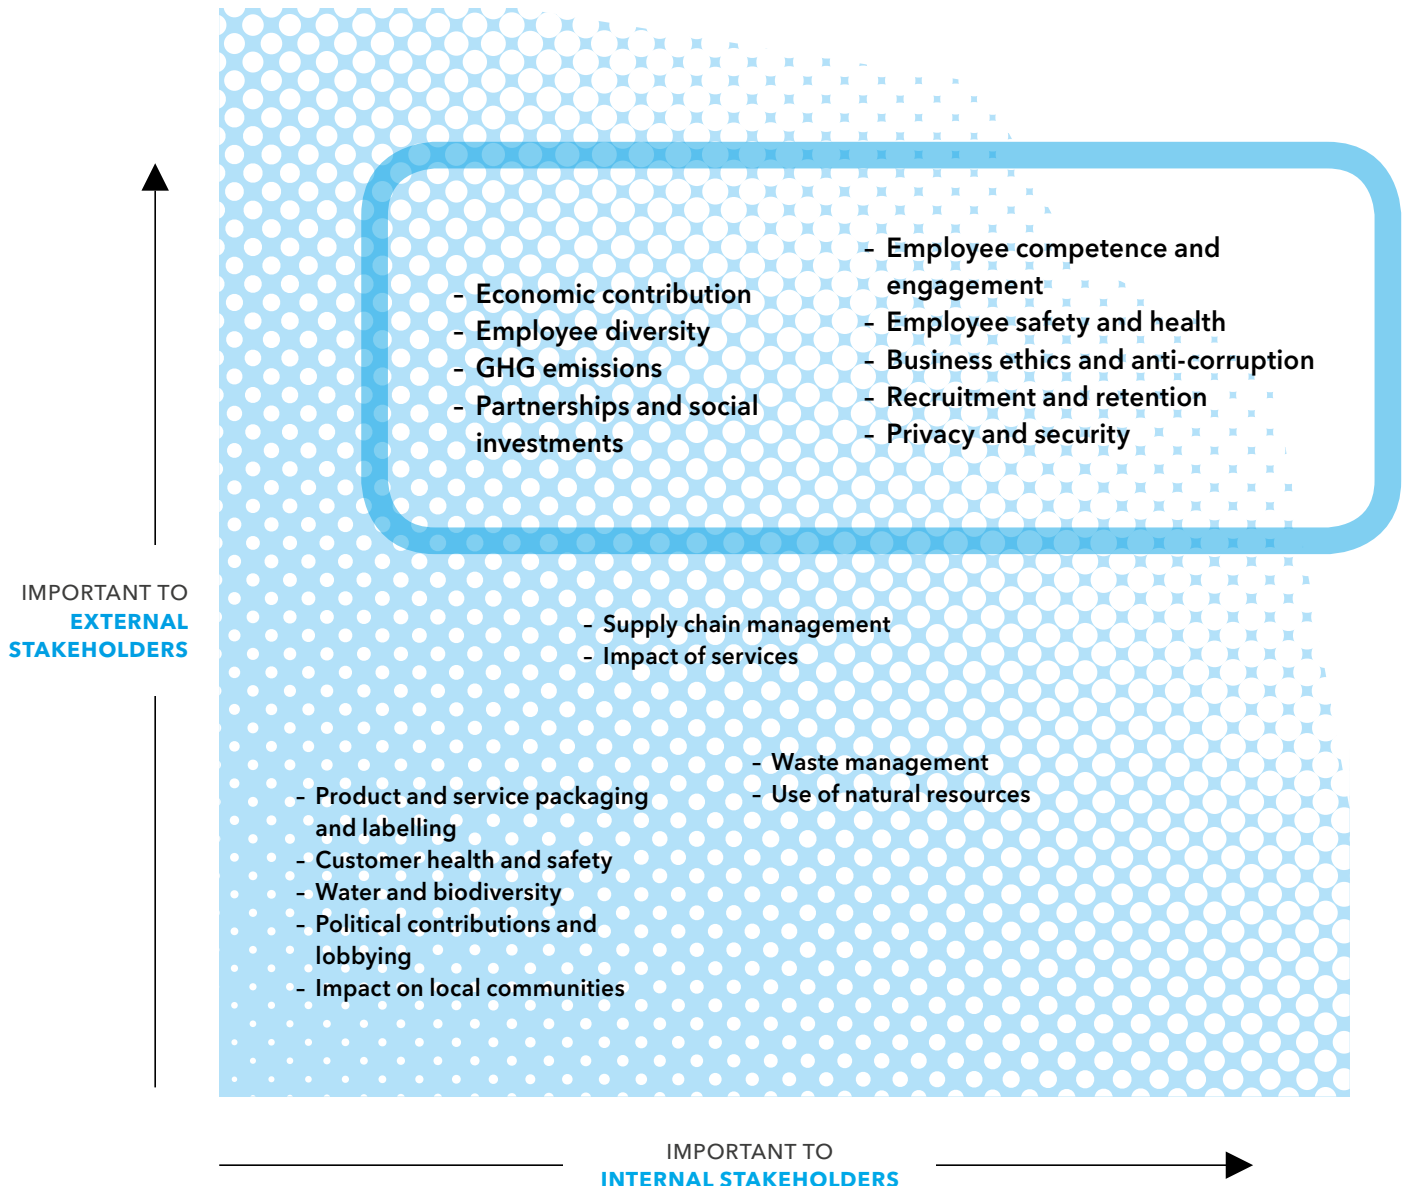 – Economic contribution
– Employee diversity
– GHG emissions
– Partnerships and social
investments
– Employee competence and
engagement
– Employee safety and health
– Business ethics and anti-corruption
– Recruitment and retention
– Privacy and security
IMPORTANT TO
EXTERNAL
STAKEHOLDERS
– Supply chain management
– Impact of services
– Waste management
– Use of natural resources
– Product and service packaging
and labelling
– Customer health and safety
– Water and biodiversity
– Political contributions and
lobbying
– Impact on local communities
IMPORTANT TO
INTERNAL STAKEHOLDERS